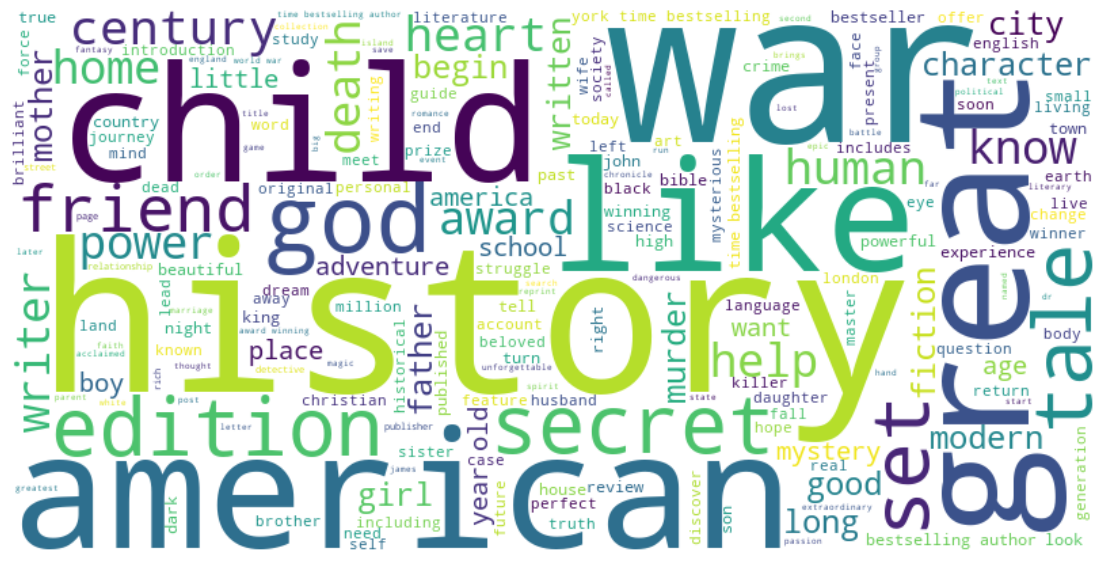 true
time bestselling author
literature
york time bestselling
second
bestseller
offer
city
century
collection
study
island
heart
written
war
face
group
english
force
mother
introduction
fantasy
england
world war
save
death
begin
wife
society
brings
present
character
home
little
crime
political
text
called
soon
small
living
child
title
writing
guide
romance
today
lost
battle
great
brilliant
country
journey
mind
word
game
big
end
prize
event
art
run
left
john
epic
includes
town
know
street
order
meet
past
mysterious
time bestselling
human
earth
friend
dead
original
personal
america
chronicle
black
bible
like
far
literary
live
change
page
god
award
winning
science
high
eye
winner
power
school
powerful
experience
later
relationship
beautiful
adventure
struggle
dangerous
london
tale
writer
lead
marriage
dream
away
million
history
search
reprint
tell
murder
language
master
fiction
named
dr
land
night
king
award winning
historical
father
published
account
beloved
turn
right
want
body
faith
acclaimed
known
thought
place
magic
unforgettable
help
question
age
boy
rich
detective
spirit
killer
hand
return
parent
white
post
christian
feature
husband
state
daughter
start
set
edition
letter
publisher
old
secret
fall
hope
modern
sister
mystery
american
greatest
dark
girl
james
case
year
future
real
good
generation
including
house
review
perfect
discover
son
extraordinary
brother
need
self
truth
passion
long
bestselling author look